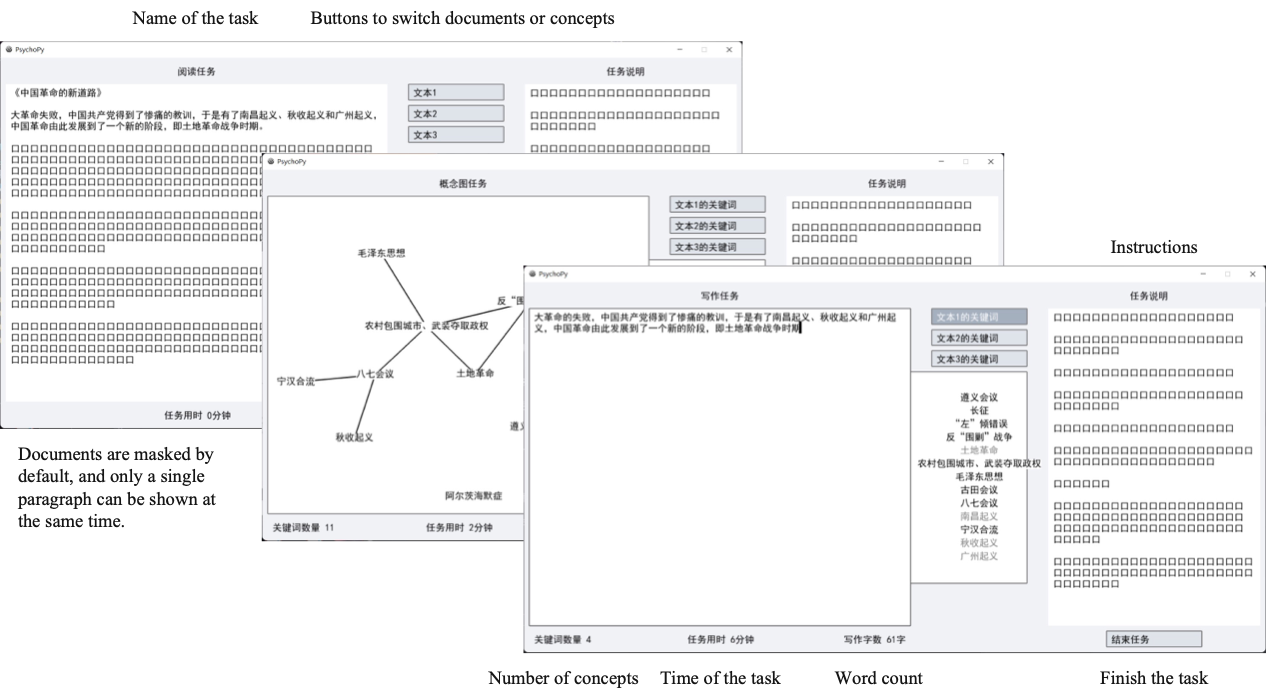 Name of the task
Buttons to switch documents or concepts
PsychoPy
阅读任务
任务说明
《中国革命的新道路》
大革命失败，中国共产党得到了惨痛的教训，于是有了南昌起义、秋收起义和广州起义，
中国革命由此发展到了一个新的阶段，即土地革命战争时期。
文本1
文本2
文本3
任务用时 0分钟
Documents are masked by
default, and only a single
paragraph can be shown at
the same time.
PsychoPy
概念图任务
任务说明
文本1的关键词
文本2的关键词
文本3的关键词
毛泽东思想
反“围
农村包围城市、武装夺取政权
宁汉合流
八七会议
土地革命
秋收起义
遵
阿尔茨海默症
关键词数量 11
任务用时 2分钟
Instructions
PsychoPy
写作任务
任务说明
大革命的失败，中国共产党得到了惨痛的教训，于是有了南昌起义、秋收起义和广州起
义，中国革命由此发展到了一个新的阶段，即土地革命战争时期
文本1的关键词
文本2的关键词
文本3的关键词
遵义会议
长征
“左”倾错误
反“围剿”战争
土地革命
农村包围城市、武装夺取政权
毛泽东思想
古田会议
八七会议
南昌起义
宁汉合流
秋收起义
广州起义
关键词数量 4
任务用时 6分钟
写作字数 61字
结束任务
Number of concepts
Time of the task
Word count
Finish the task